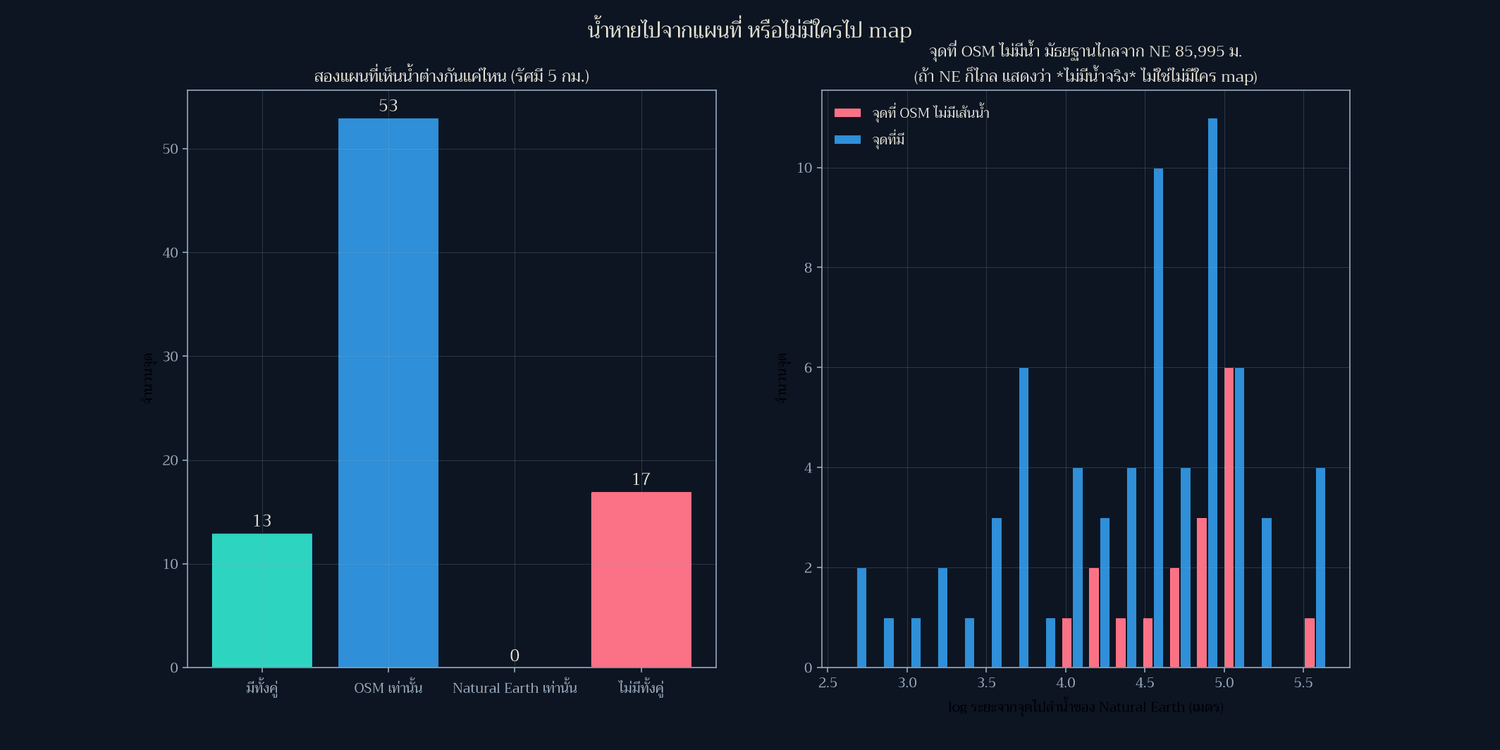 น้ำหายไปจากแผนที่ หรือไม่มีใครไป map
สองแผนที่เห็นน้ำต่างกันแค่ไหน (รัศมี 5 กม.)
จำนวนจุด
50
40
30
20
10
0
13
53
0
17
มีทั้งคู่
OSM เท่านั้น
Natural Earth เท่านั้น
ไม่มีทั้งคู่
จุดที่ OSM ไม่มีน้ำ มัธยฐานไกลจาก NE 85,995 ม.
(ถ้า NE ก็ไกล แสดงว่า *ไม่มีน้ำจริง* ไม่ใช่ไม่มีใคร map)
จุดที่ OSM ไม่มีเส้นน้ำ
จุดที่มี
จำนวนจุด
10
8
6
4
2
0
2.5
3.0
3.5
4.0
4.5
5.0
5.5
log ระยะจากจุดไปลำน้ำของ Natural Earth (เมตร)